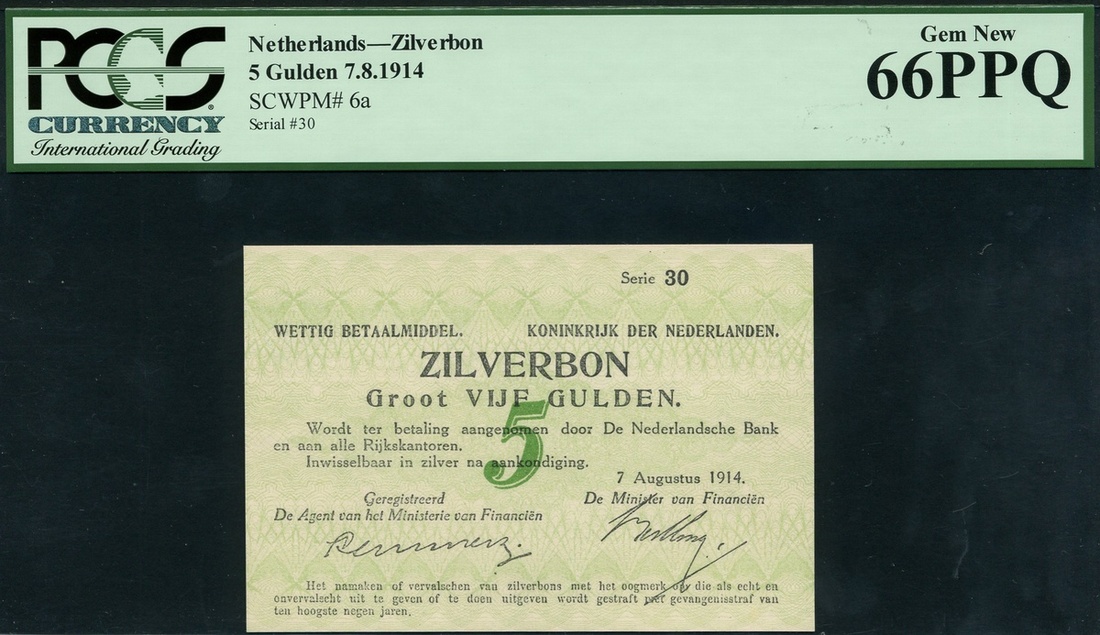 PCGS
CURRENCY
International Grading
Netherlands—Zilverbon
5 Gulden 7.8.1914
SCWPM# 6a
Serial #30
Gem New
66PPQ
Serie 30
WETTIG BETAALMIDDEL. KONINKRIJK DER NEDERLANDEN.
ZILVERBON
Groot VIJF GULDEN.
5
Wordt ter betaling aangenomen door De Nederlandsche Bank
en aan alle Rijkskantoren.
Inwisselbaar in zilver na aankondiging.
7 Augustus 1914.
Geregistreerd
De Agent van het Ministerie van Financiën
De Minister van Financiën
Het namaken of vervalschen van zilverbons met het oogmerk om die als echt en
onvervalscht uit te geven of te doen uitgeven wordt gestraft met gevangenisstraf van
ten hoogste negen jaren.